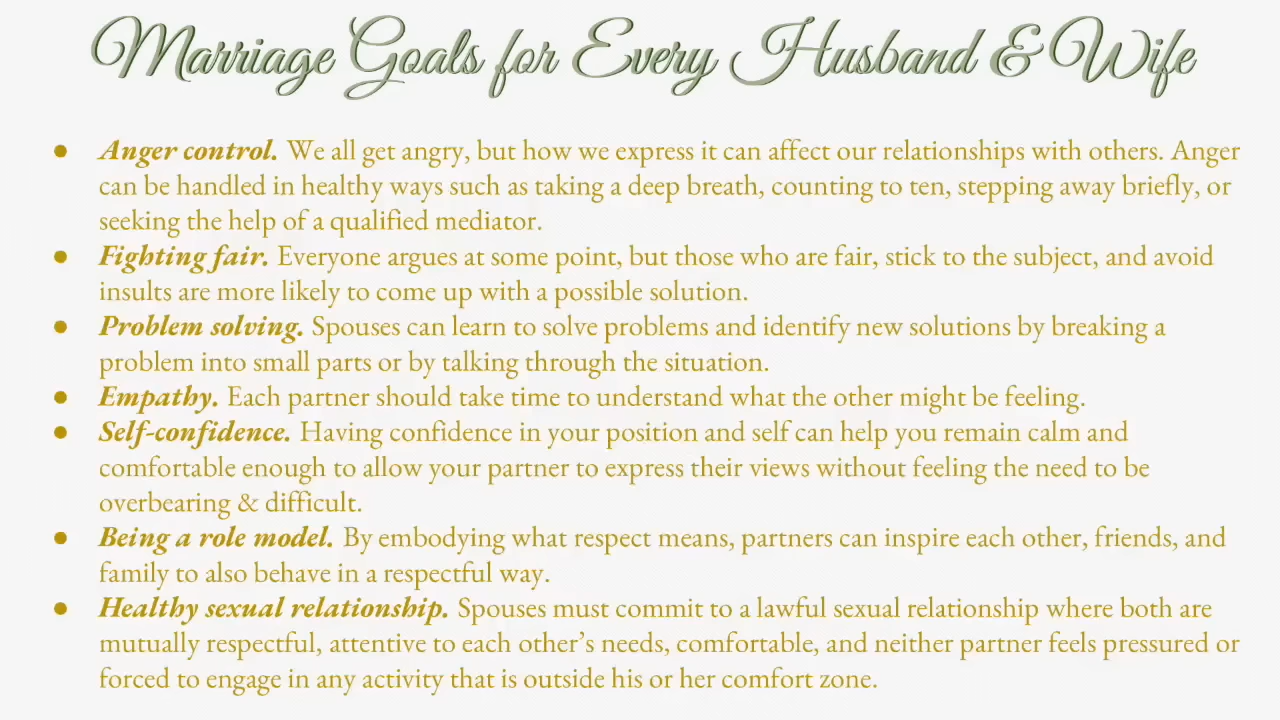 Marriage Goals for Every Husband & Wife
● Anger control. We all get angry, but how we express it can affect our relationships with others. Anger
can be handled in healthy ways such as taking a deep breath, counting to ten, stepping away briefly, or
seeking the help of a qualified mediator.
● Fighting fair. Everyone argues at some point, but those who are fair, stick to the subject, and avoid
insults are more likely to come up with a possible solution.
● Problem solving. Spouses can learn to solve problems and identify new solutions by breaking a
problem into small parts or by talking through the situation.
● Empathy. Each partner should take time to understand what the other might be feeling.
● Self-confidence. Having confidence in your position and self can help you remain calm and
comfortable enough to allow your partner to express their views without feeling the need to be
overbearing & difficult.
● Being a role model. By embodying what respect means, partners can inspire each other, friends, and
family to also behave in a respectful way.
● Healthy sexual relationship. Spouses must commit to a lawful sexual relationship where both are
mutually respectful, attentive to each other’s needs, comfortable, and neither partner feels pressured or
forced to engage in any activity that is outside his or her comfort zone.